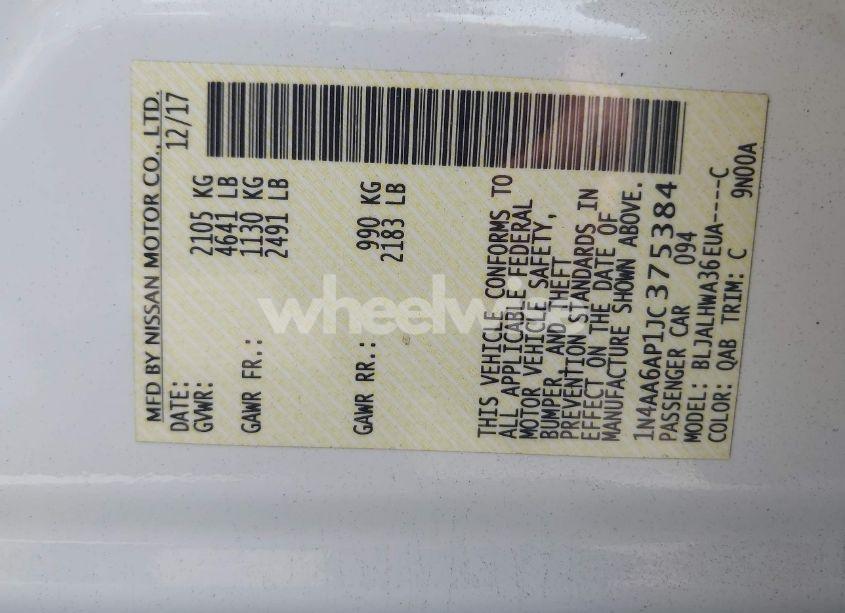 MFD BY NISSAN MOTOR CO., LTD.
DATE: 12/17
GVWR: 2105 KG
4641 LB
GAWR FR.: 1130 KG
2491 LB
GAWR RR.: 990 KG
2183 LB
THIS VEHICLE CONFORMS TO
ALL APPLICABLE FEDERAL
MOTOR VEHICLE SAFETY,
BUMPER, AND THEFT
PREVENTION STANDARDS IN
EFFECT ON THE DATE OF
MANUFACTURE SHOWN ABOVE.
1N4AA6AP1JC375384
PASSENGER CAR 094
MODEL: BLJALHWA36EUA----C
COLOR: QAB TRIM: C 9N00A
wheelwire